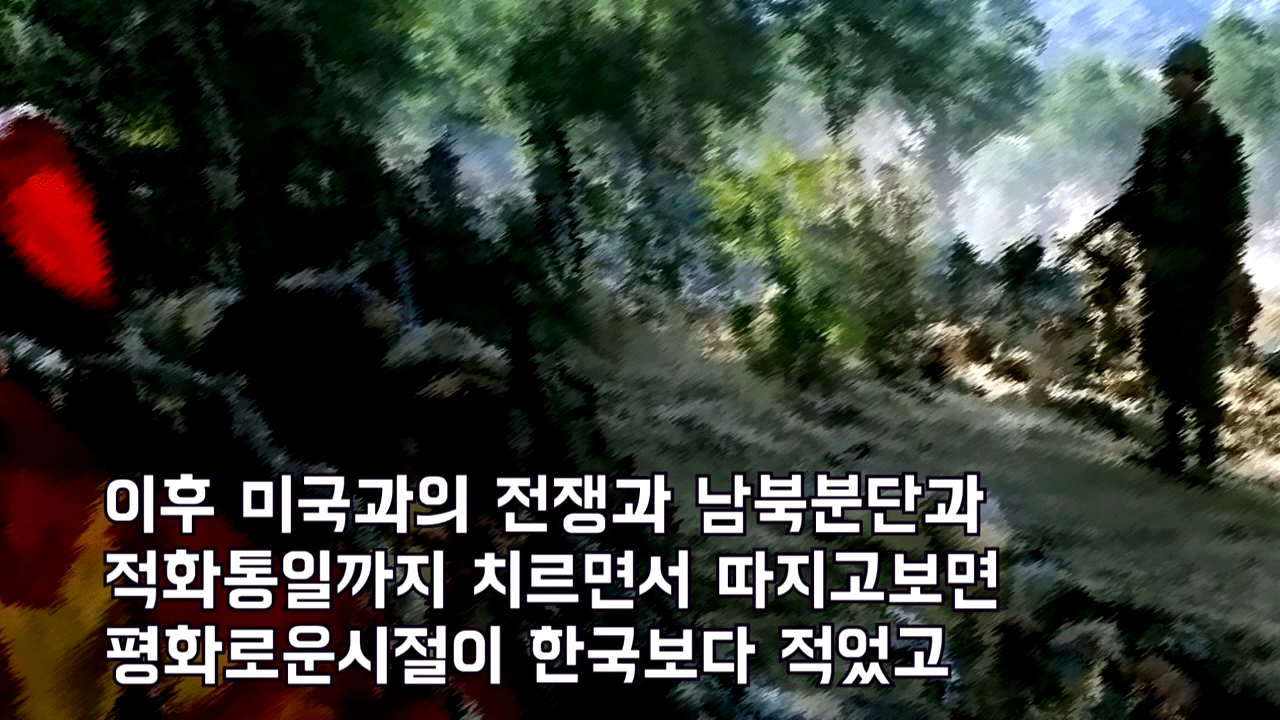 이후 미국과의 전쟁과 남북분단과
적화통일까지 치르면서 따지고보면
평화로운시절이 한국보다 적었고